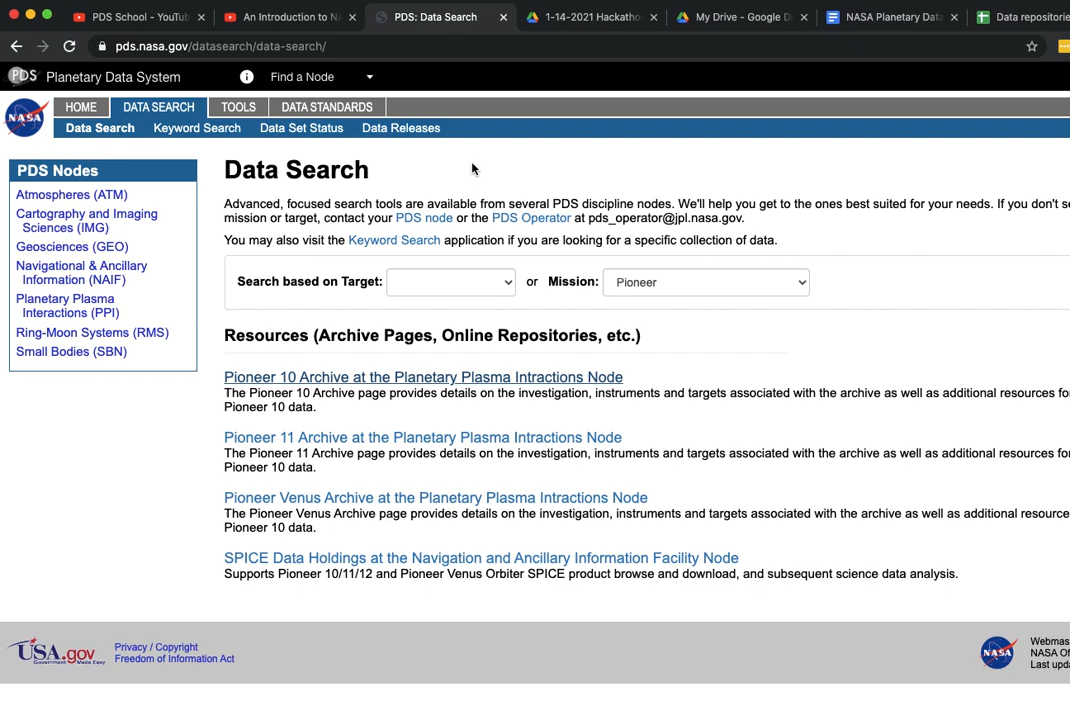 PDS School - YouTub
An Introduction to NA
PDS: Data Search
1-14-2021 Hackatho
My Drive - Google D
NASA Planetary Data
Data repositorie
pds.nasa.gov/datasearch/data-search/
PDS Planetary Data System
Find a Node
NASA
HOME
DATA SEARCH
TOOLS
DATA STANDARDS
Data Search
Keyword Search
Data Set Status
Data Releases
PDS Nodes
Atmospheres (ATM)
Cartography and Imaging
Sciences (IMG)
Geosciences (GEO)
Navigational & Ancillary
Information (NAIF)
Planetary Plasma
Interactions (PPI)
Ring-Moon Systems (RMS)
Small Bodies (SBN)
Data Search
Advanced, focused search tools are available from several PDS discipline nodes. We'll help you get to the ones best suited for your needs. If you don't s
mission or target, contact your PDS node or the PDS Operator at pds_operator@jpl.nasa.gov.
You may also visit the Keyword Search application if you are looking for a specific collection of data.
Search based on Target: or Mission: Pioneer
Resources (Archive Pages, Online Repositories, etc.)
Pioneer 10 Archive at the Planetary Plasma Intractions Node
The Pioneer 10 Archive page provides details on the investigation, instruments and targets associated with the archive as well as additional resources fo
Pioneer 10 data.
Pioneer 11 Archive at the Planetary Plasma Intractions Node
The Pioneer 11 Archive page provides details on the investigation, instruments and targets associated with the archive as well as additional resources fo
Pioneer 10 data.
Pioneer Venus Archive at the Planetary Plasma Intractions Node
The Pioneer Venus Archive page provides details on the investigation, instruments and targets associated with the archive as well as additional resource
Pioneer 10 data.
SPICE Data Holdings at the Navigation and Ancillary Information Facility Node
Supports Pioneer 10/11/12 and Pioneer Venus Orbiter SPICE product browse and download, and subsequent science data analysis.
USA.gov
Government Made Easy
Privacy / Copyright
Freedom of Information Act
NASA
Webmas
NASA Of
Last upda